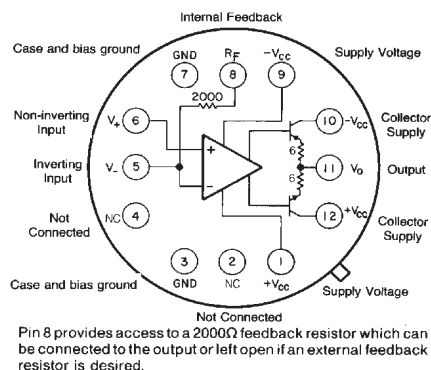 Internal Feedback
Case and bias ground
Supply Voltage
GND
7
RF
8
-Vcc
9
2000
Non-inverting Input
V+
6
+
6
10
-Vcc
Collector Supply
Inverting Input
V-
5
-
6
11
Vo
Output
Not Connected
NC
4
12
+Vcc
Collector Supply
3
GND
2
NC
1
+Vcc
Case and bias ground
Supply Voltage
Not Connected
Pin 8 provides access to a 2000Ω feedback resistor which can
be connected to the output or left open if an external feedback
resistor is desired.